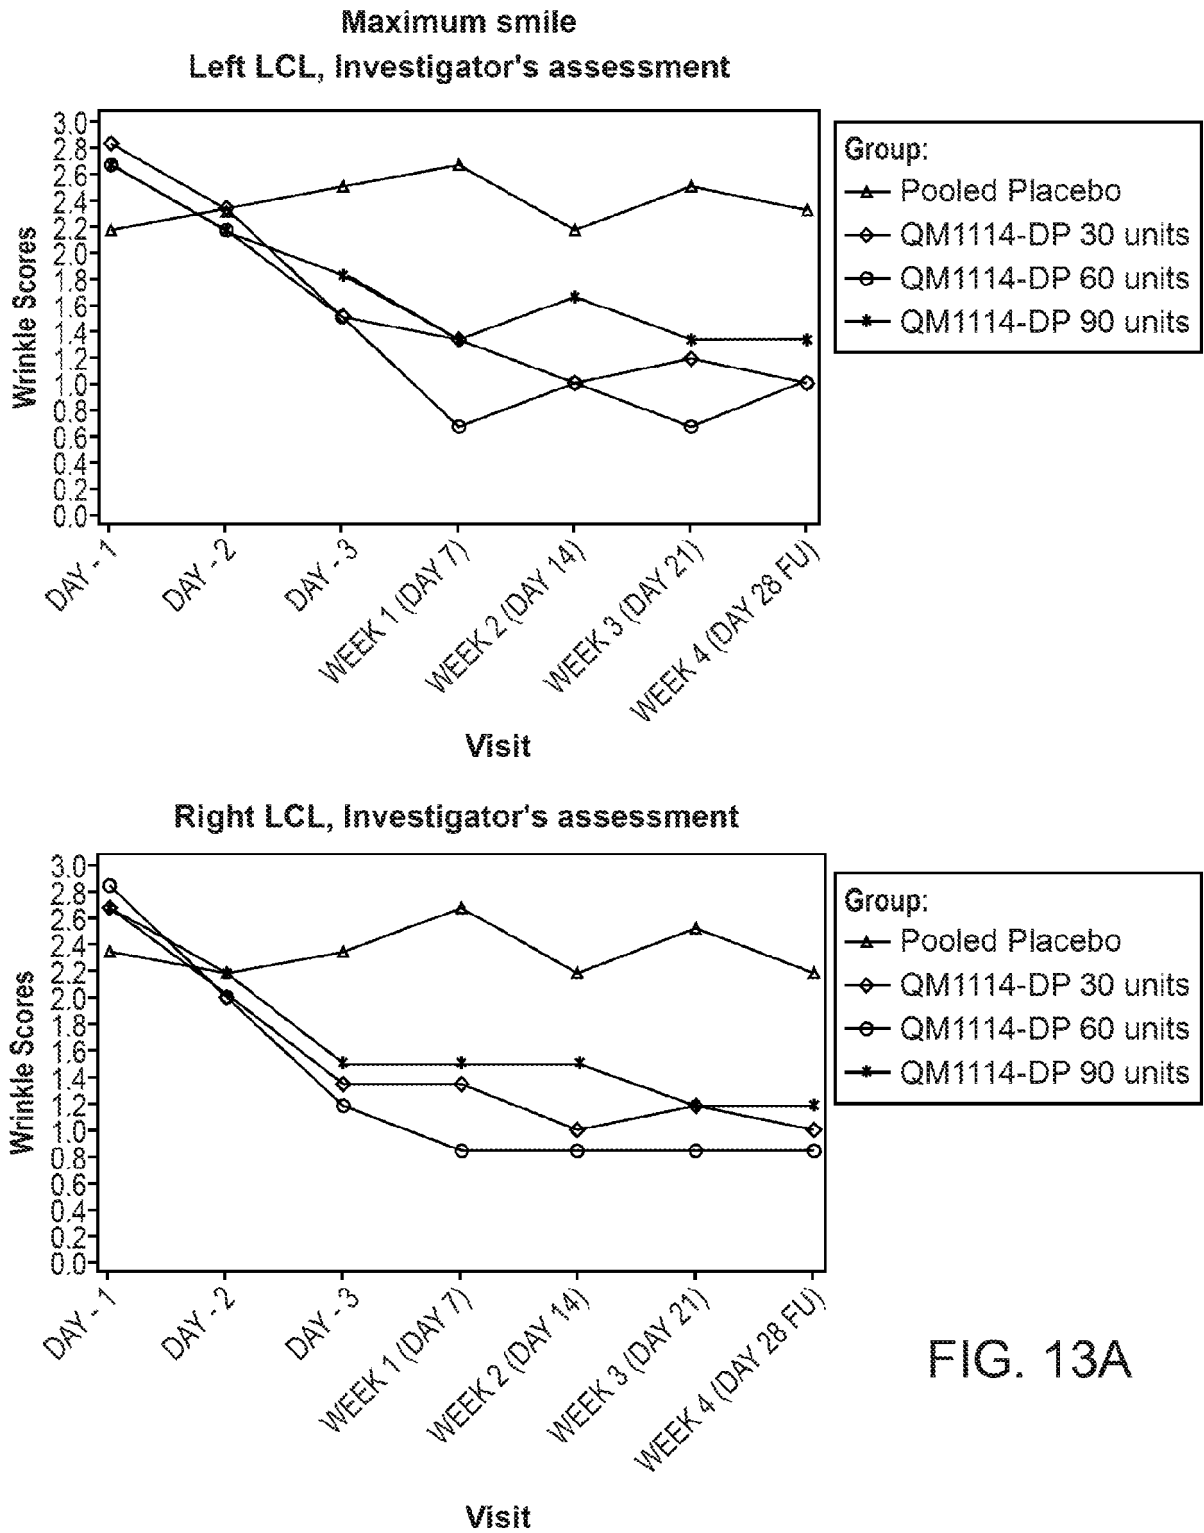 Maximum smile
Left LCL, Investigator's assessment
Wrinkle Scores
3.0
2.8
2.6
2.4
2.2
2.0
1.8
1.6
1.4
1.2
1.0
0.8
0.6
0.4
0.2
0.0
DAY - 1
DAY - 2
DAY - 3
WEEK 1 (DAY 7)
WEEK 2 (DAY 14)
WEEK 3 (DAY 21)
WEEK 4 (DAY 28 FU)
Visit
Group:
Pooled Placebo
QM1114-DP 30 units
QM1114-DP 60 units
QM1114-DP 90 units
Right LCL, Investigator's assessment
Wrinkle Scores
3.0
2.8
2.6
2.4
2.2
2.0
1.8
1.6
1.4
1.2
1.0
0.8
0.6
0.4
0.2
0.0
DAY - 1
DAY - 2
DAY - 3
WEEK 1 (DAY 7)
WEEK 2 (DAY 14)
WEEK 3 (DAY 21)
WEEK 4 (DAY 28 FU)
Visit
Group:
Pooled Placebo
QM1114-DP 30 units
QM1114-DP 60 units
QM1114-DP 90 units
FIG. 13A